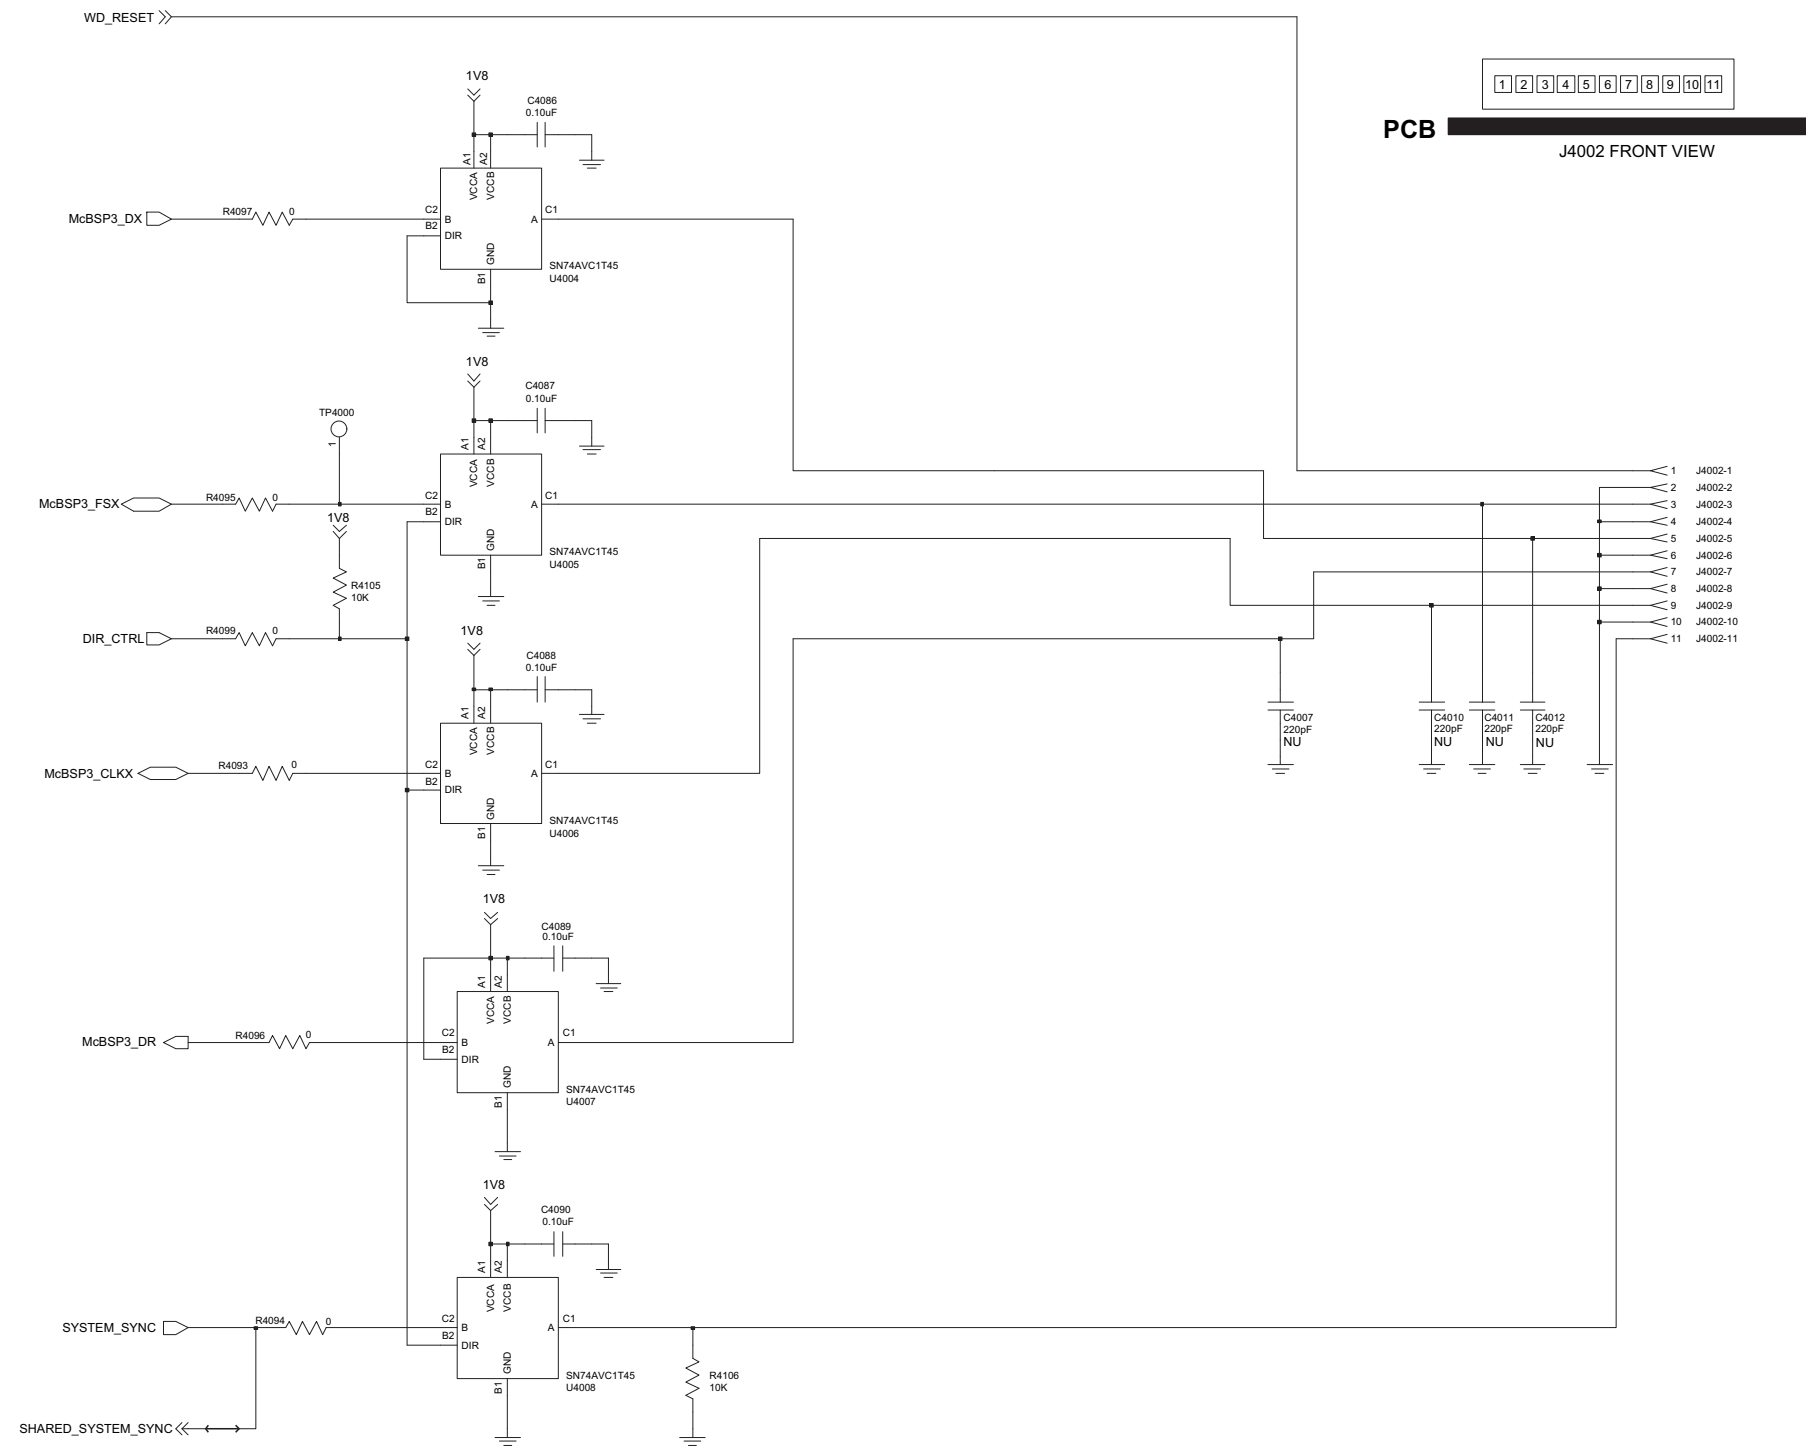 WD_RESET
1 2 3 4 5 6 7 8 9 10 11
PCB
J4002 FRONT VIEW
1V8
C4086
0.10uF
A1
A2
VCCA
VCCB
McBSP3_DX
R4097
0
C2
B
B2
DIR
A
C1
GND
B1
SN74AVC1T45
U4004
1V8
C4087
0.10uF
TP4000
1
A1
A2
VCCA
VCCB
McBSP3_FSX
R4095
0
C2
B
B2
DIR
A
C1
GND
B1
SN74AVC1T45
U4005
1V8
R4105
10K
DIR_CTRL
R4099
0
1 J4002-1
2 J4002-2
3 J4002-3
4 J4002-4
5 J4002-5
6 J4002-6
7 J4002-7
8 J4002-8
9 J4002-9
10 J4002-10
11 J4002-11
1V8
C4088
0.10uF
A1
A2
VCCA
VCCB
C4007
220pF
NU
C4010
220pF
NU
C4011
220pF
NU
C4012
220pF
NU
McBSP3_CLKX
R4093
0
C2
B
B2
DIR
A
C1
GND
B1
SN74AVC1T45
U4006
1V8
C4089
0.10uF
A1
A2
VCCA
VCCB
McBSP3_DR
R4096
0
C2
B
B2
DIR
A
C1
GND
B1
SN74AVC1T45
U4007
1V8
C4090
0.10uF
A1
A2
VCCA
VCCB
SYSTEM_SYNC
R4094
0
C2
B
B2
DIR
A
C1
GND
B1
SN74AVC1T45
U4008
R4106
10K
SHARED_SYSTEM_SYNC